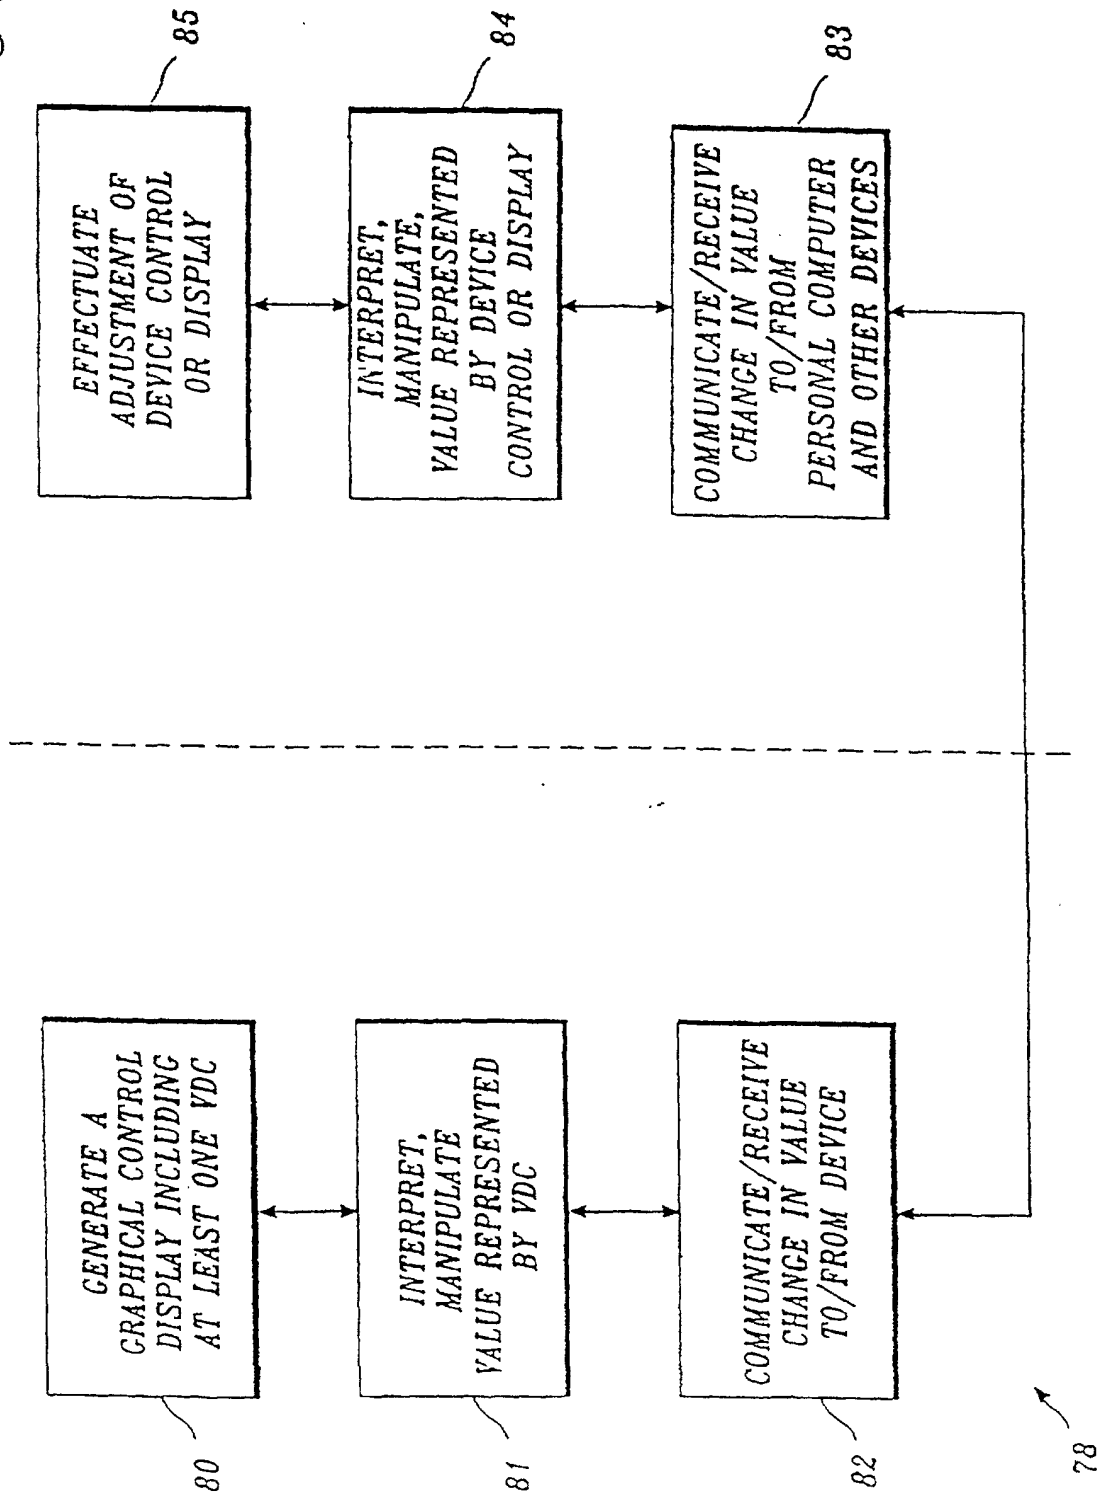 80
GENERATE A
GRAPHICAL CONTROL
DISPLAY INCLUDING
AT LEAST ONE VDC
81
INTERPRET,
MANIPULATE
VALUE REPRESENTED
BY VDC
82
COMMUNICATE/RECEIVE
CHANGE IN VALUE
TO/FROM DEVICE
78
EFFECTUATE
ADJUSTMENT OF
DEVICE CONTROL
OR DISPLAY
85
INTERPRET,
MANIPULATE,
VALUE REPRESENTED
BY DEVICE
CONTROL OR DISPLAY
84
COMMUNICATE/RECEIVE
CHANGE IN VALUE
TO/FROM
PERSONAL COMPUTER
AND OTHER DEVICES
83